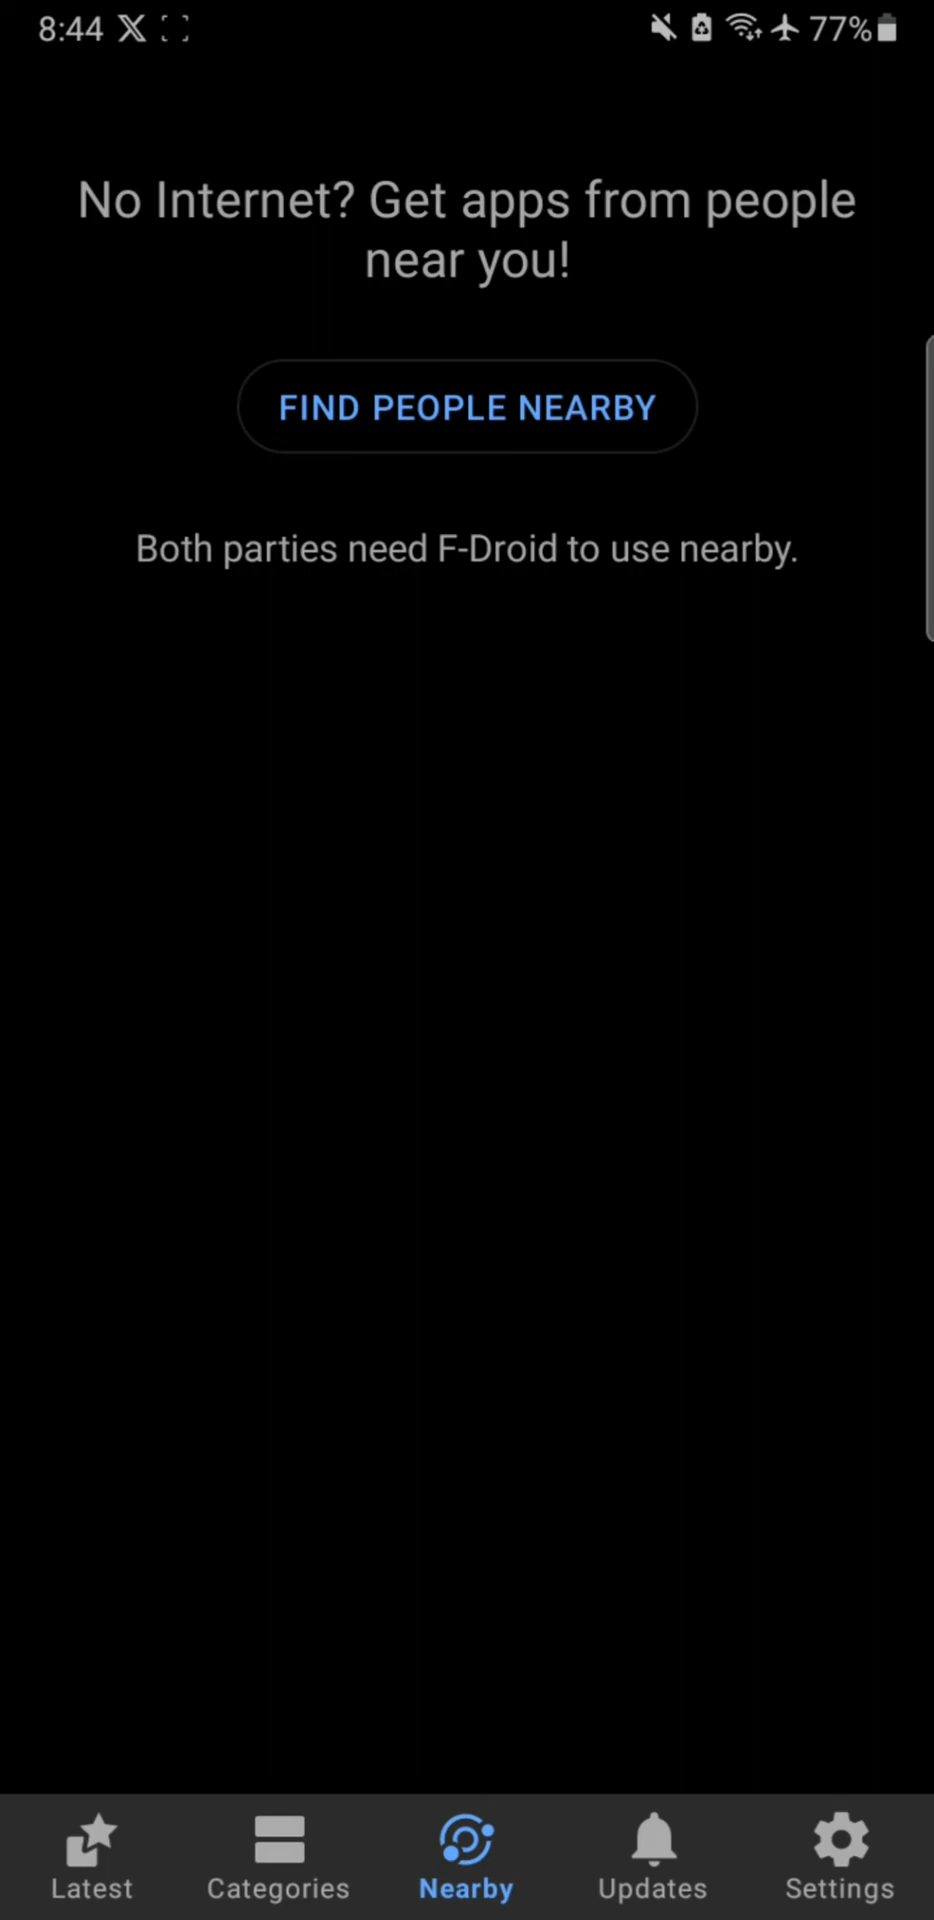 8:44 77%
No Internet? Get apps from people
near you!
FIND PEOPLE NEARBY
Both parties need F-Droid to use nearby.
Latest Categories Nearby Updates Settings